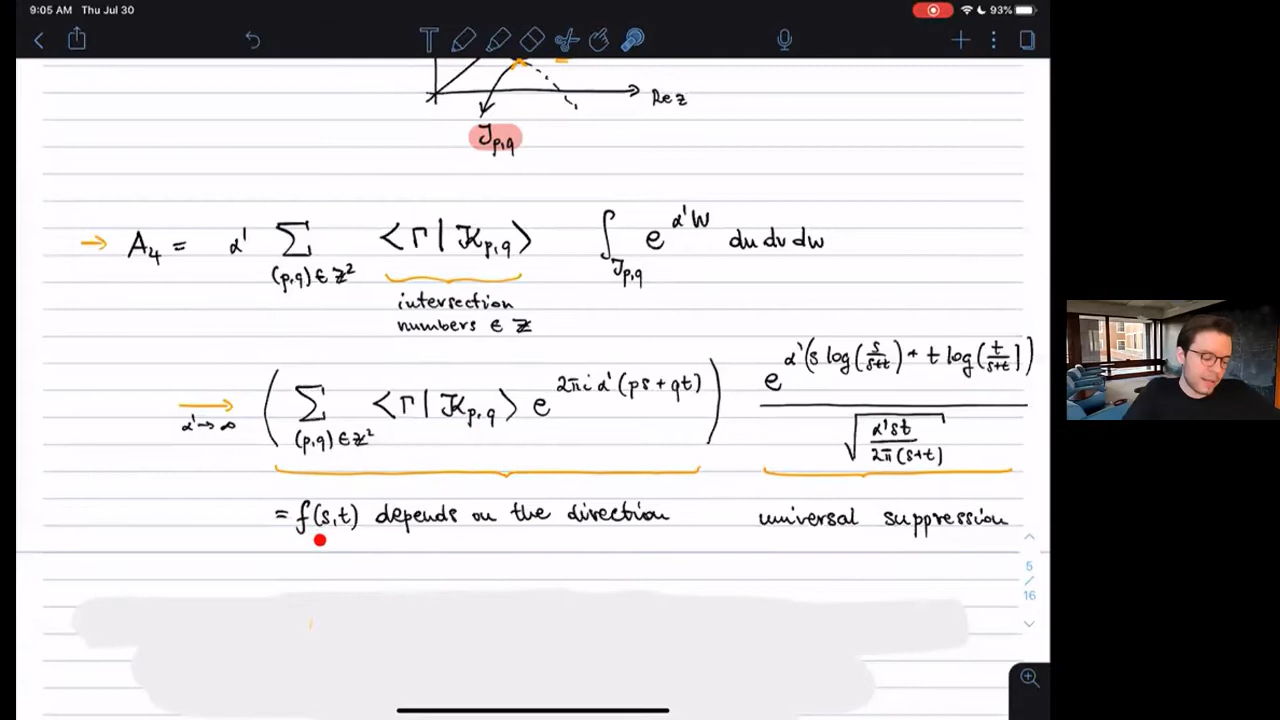 9:05 AM Thu Jul 30
93%
Re z
J_{p,q}
→ A_4 = α' Σ_{(p,q) ∈ ℤ²} ⟨Γ | K_{p,q}⟩ ∫_{J_{p,q}} e^{α'W} du dv dw
intersection
numbers ∈ ℤ
→_{α'→∞} ( Σ_{(p,q) ∈ ℤ²} ⟨Γ | K_{p,q}⟩ e^{2πi α'(ps + qt)} ) e^{α'(s log(s/(s+t)) + t log(t/(s+t)))} / √(α'st / 2π(s+t))
= f(s,t) depends on the direction
universal suppression
5
/
16